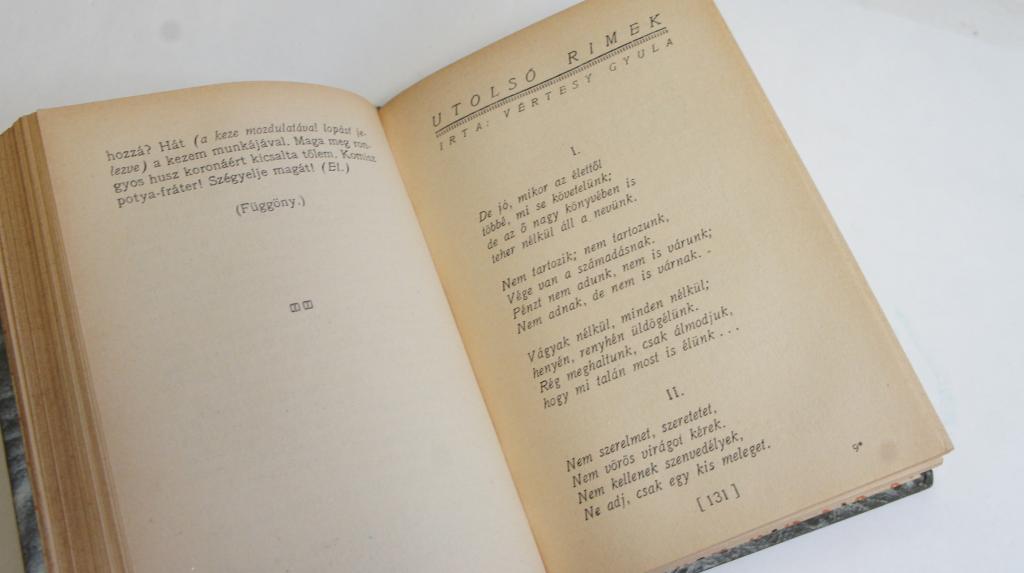 hozzá? Hát (a keze mozdulatával lopást je-
lezve) a kezem munkájával. Maga meg ron-
gyos husz koronáért kicsalta tőlem. Komisz
potya-fráter! Szégyelje magát! (El.)
(Függöny.)
UTOLSÓ RIMEK
IRTA: VÉRTESY GYULA
I.
De jó, mikor az élettől
többé, mi se követelünk;
de az ő nagy könyvében is
teher nélkül áll a nevünk.
Nem tartozik; nem tartozunk,
Vége van a számadásnak.
Pénzt nem adunk, nem is várunk;
Nem adnak, de nem is várnak. -
Vágyak nélkül, minden nélkül;
henyén, renyhén üldögélünk.
Rég meghaltunk, csak álmodjuk,
hogy mi talán most is élünk . . .
II.
Nem szerelmet, szeretetet,
Nem vörös virágot kérek.
Nem kellenek szenvedélyek,
Ne adj, csak egy kis meleget.
9*
[ 131 ]